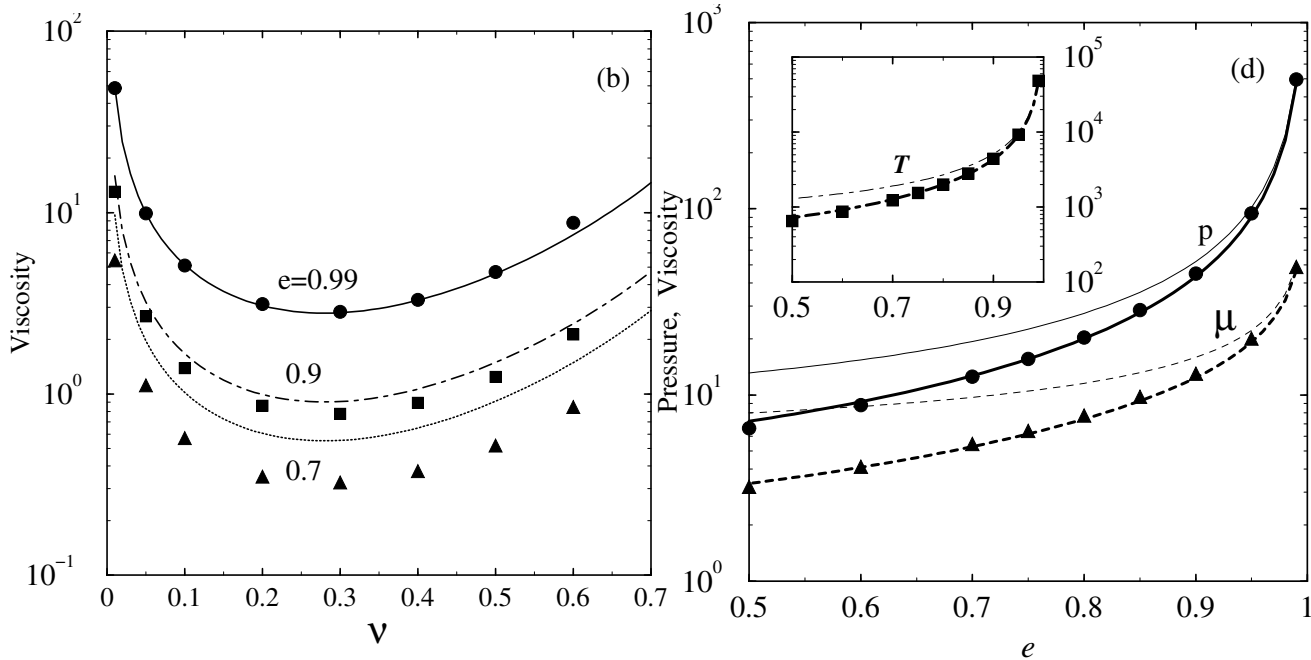 (b)
10^2
10^1
10^0
10^-1
Viscosity
e=0.99
0.9
0.7
0 0.1 0.2 0.3 0.4 0.5 0.6 0.7
ν
(d)
10^3
10^2
10^1
10^0
Pressure, Viscosity
10^5
10^4
10^3
10^2
T
0.5 0.7 0.9
p
μ
0.5 0.6 0.7 0.8 0.9 1
e